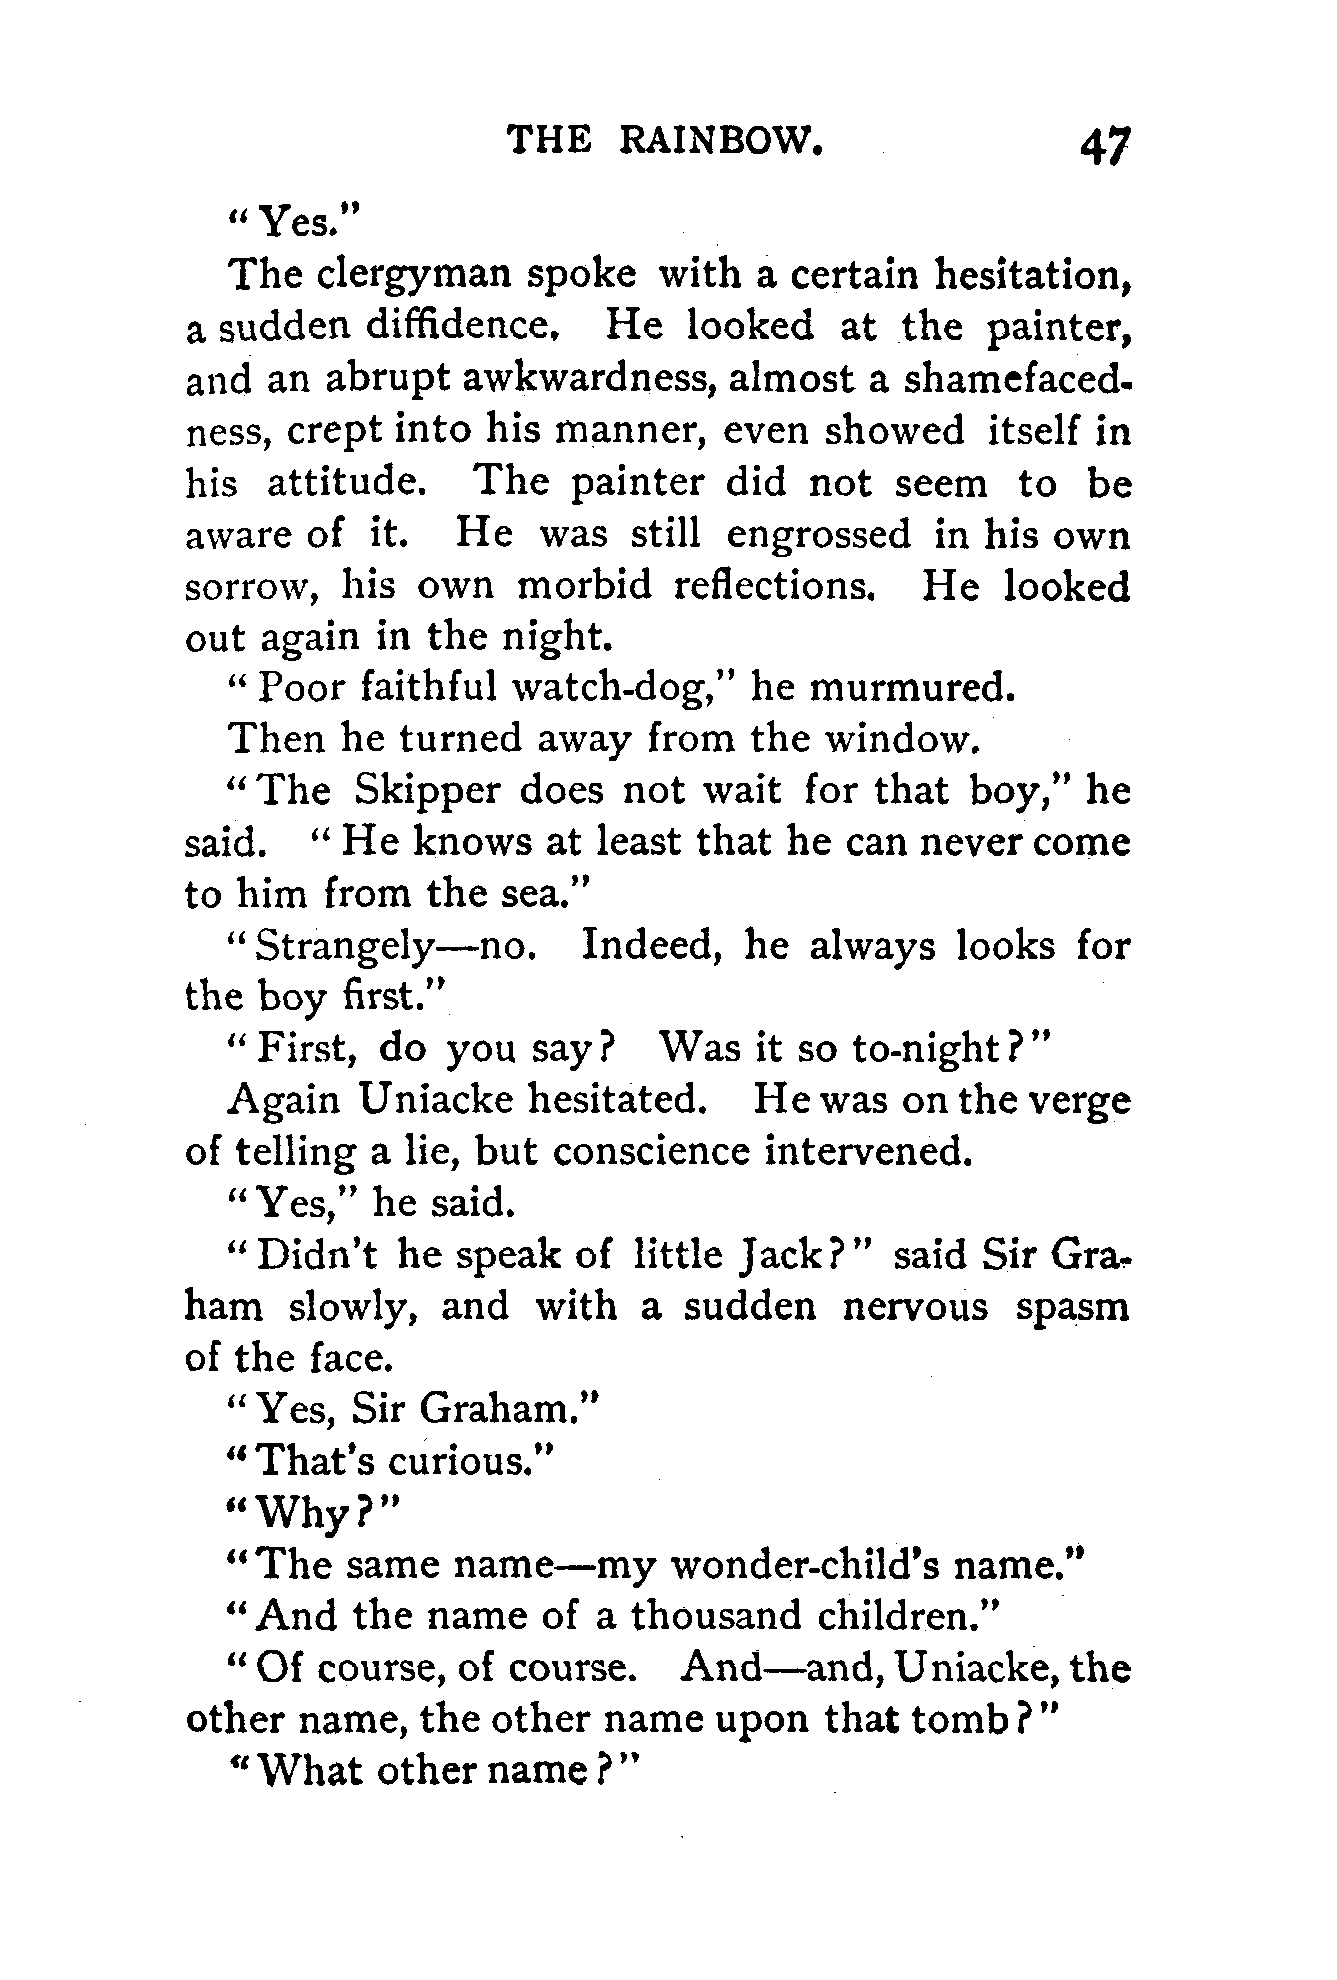 THE RAINBOW. 47
" Yes."
The clergyman spoke with a certain hesitation,
a sudden diffidence. He looked at the painter,
and an abrupt awkwardness, almost a shamefaced-
ness, crept into his manner, even showed itself in
his attitude. The painter did not seem to be
aware of it. He was still engrossed in his own
sorrow, his own morbid reflections. He looked
out again in the night.
" Poor faithful watch-dog," he murmured.
Then he turned away from the window.
" The Skipper does not wait for that boy," he
said. " He knows at least that he can never come
to him from the sea."
" Strangely—no. Indeed, he always looks for
the boy first."
" First, do you say? Was it so to-night?"
Again Uniacke hesitated. He was on the verge
of telling a lie, but conscience intervened.
" Yes," he said.
" Didn't he speak of little Jack?" said Sir Gra-
ham slowly, and with a sudden nervous spasm
of the face.
" Yes, Sir Graham."
" That's curious."
" Why?"
" The same name—my wonder-child's name."
" And the name of a thousand children."
" Of course, of course. And—and, Uniacke, the
other name, the other name upon that tomb?"
" What other name?"